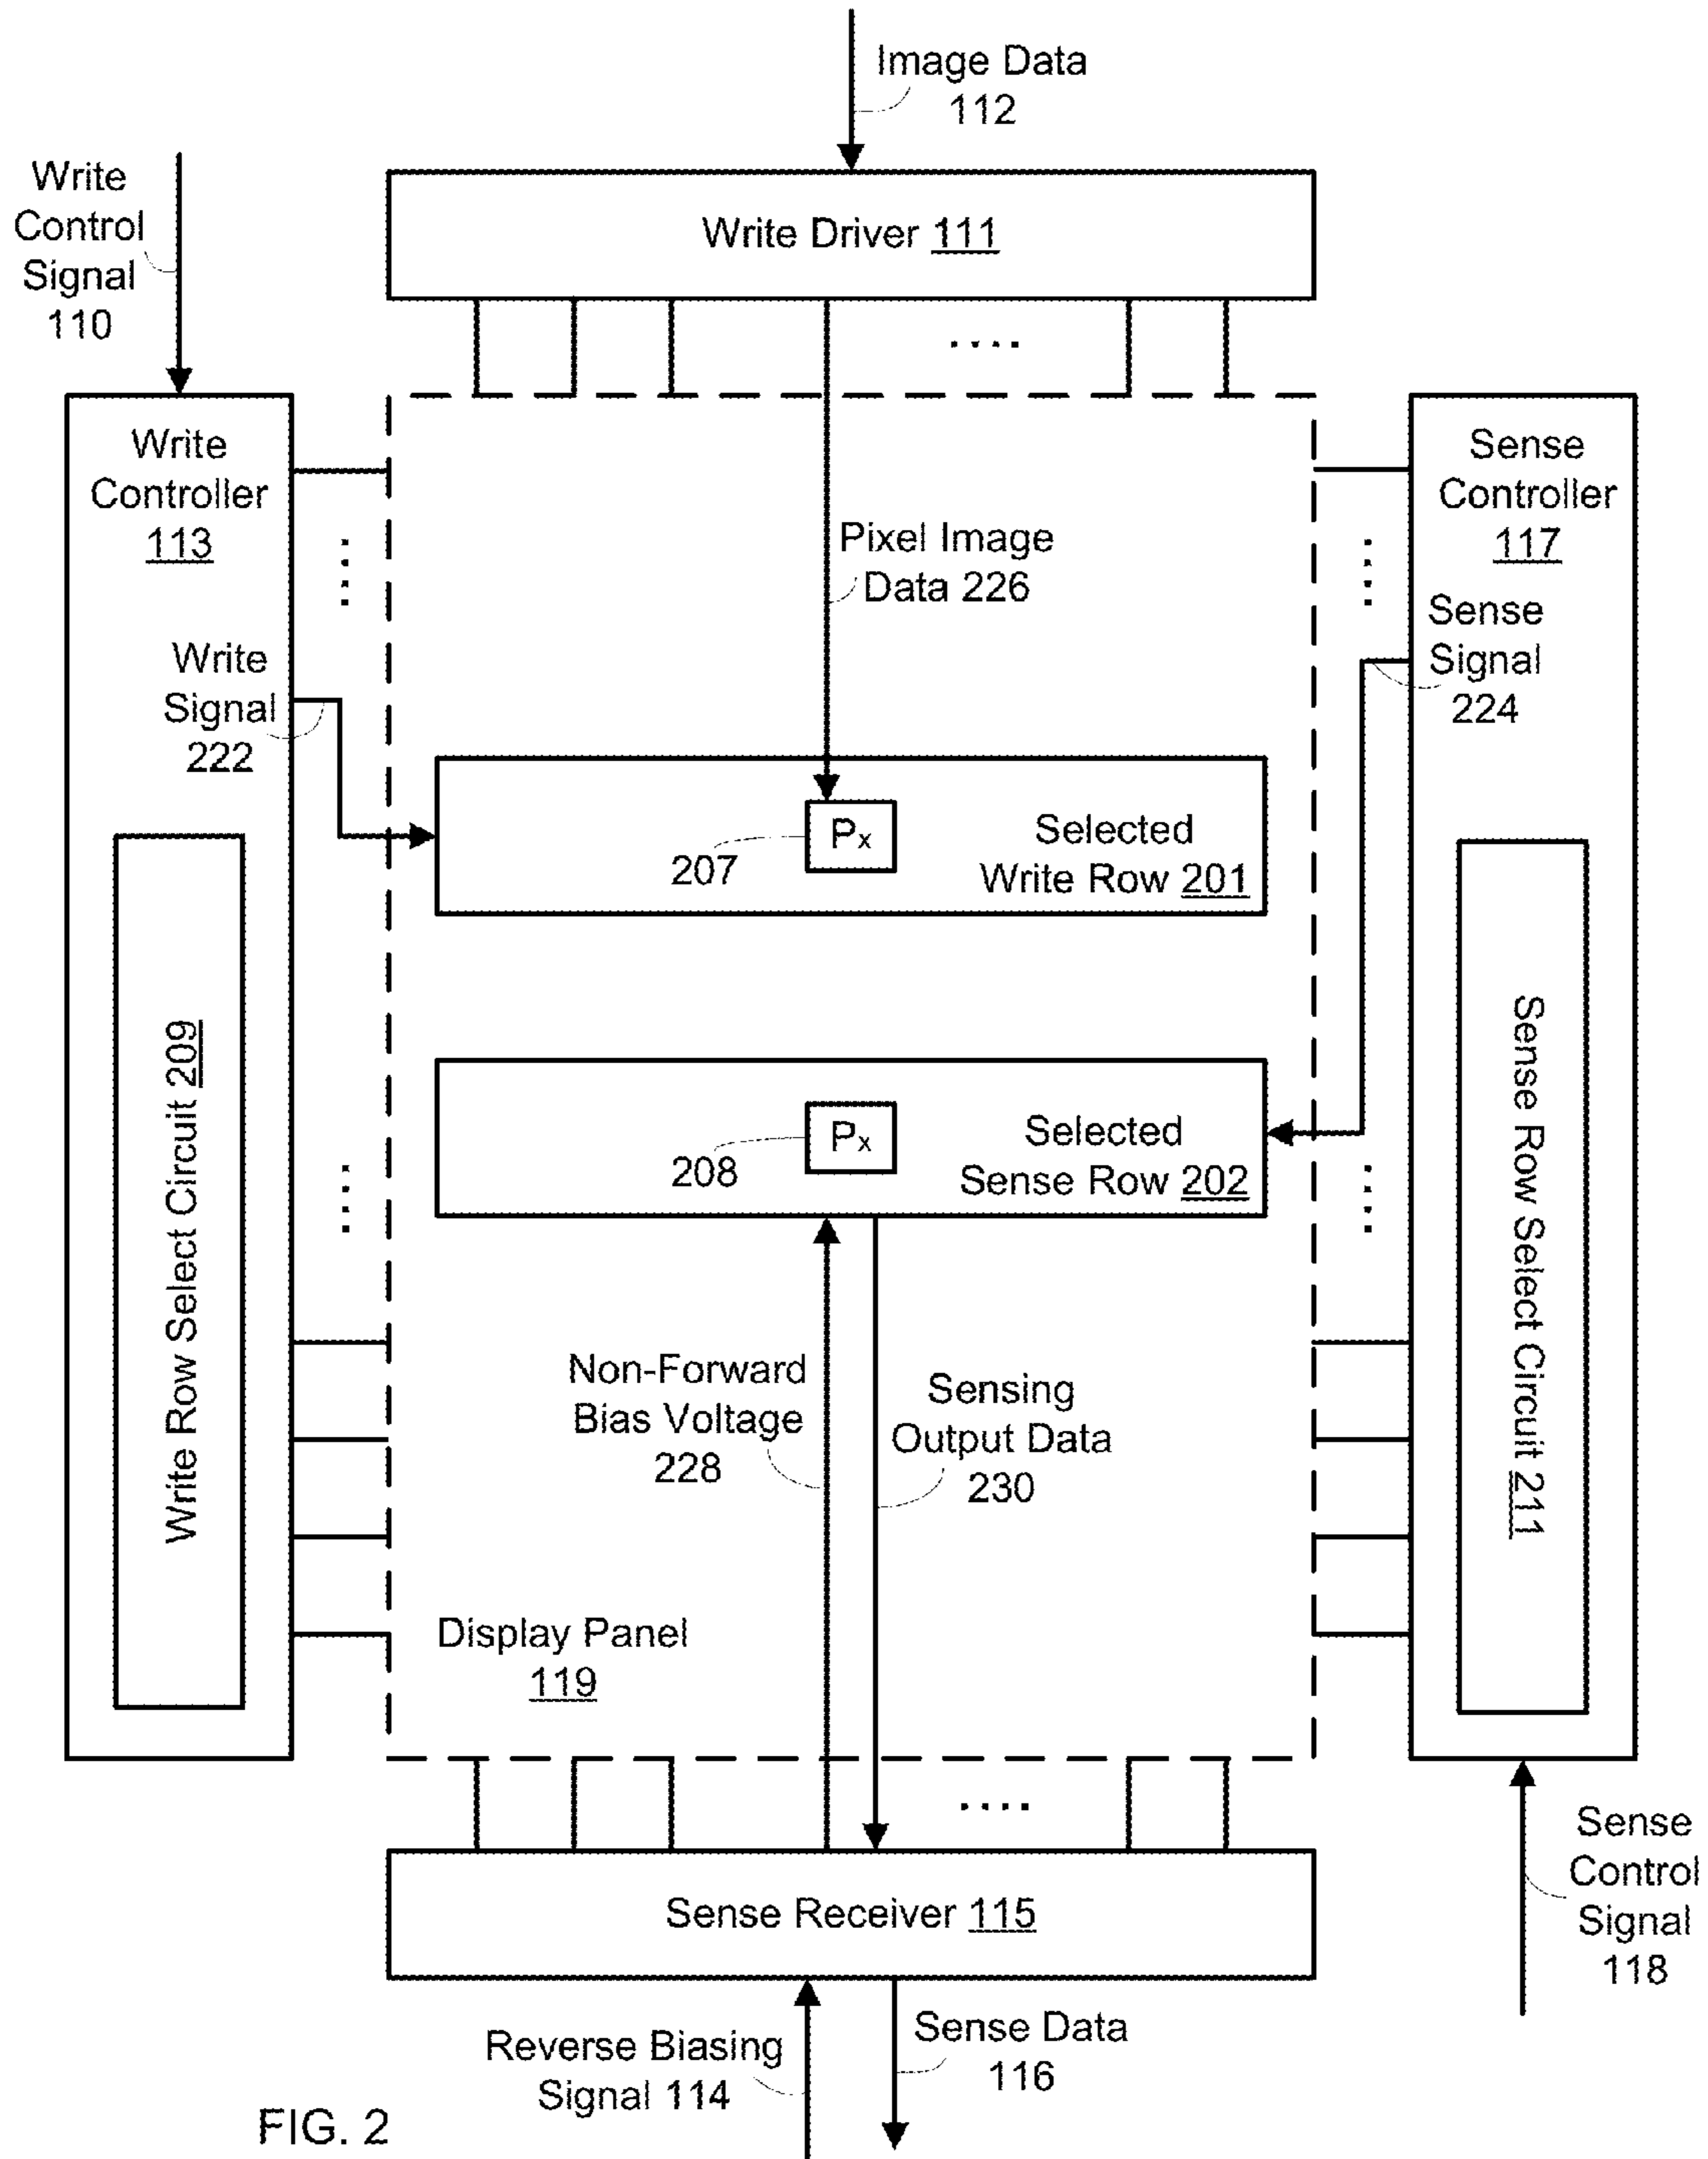 Image Data
112
Write
Control
Signal
110
Write Driver 111
....
Write
Controller
113
Sense
Controller
117
....
....
Pixel Image
Data 226
Write
Signal
222
Sense
Signal
224
Px
207
Selected
Write Row 201
Write Row Select Circuit 209
Sense Row Select Circuit 211
Px
208
Selected
Sense Row 202
....
....
Non-Forward
Bias Voltage
228
Sensing
Output Data
230
Display Panel
119
....
Sense Receiver 115
Sense
Control
Signal
118
Reverse Biasing
Signal 114
Sense Data
116
FIG. 2